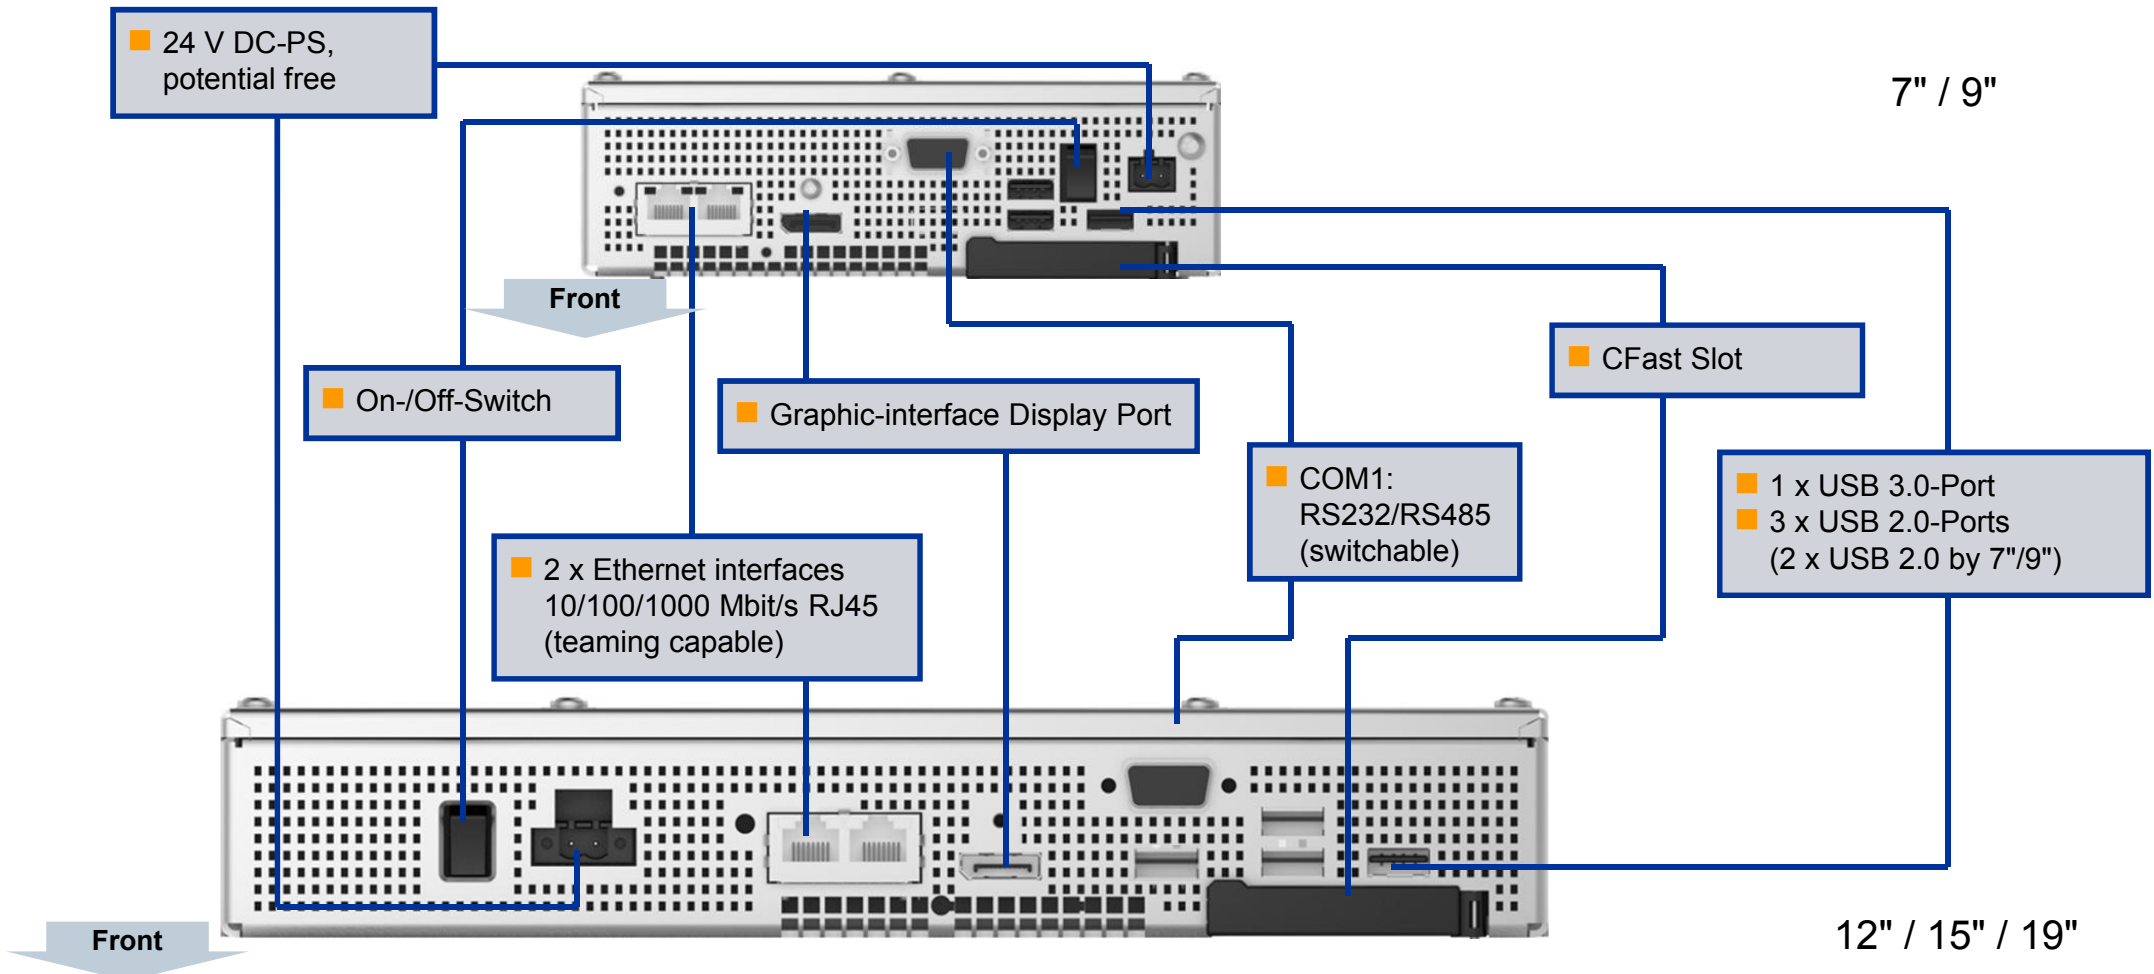 24 V DC-PS,
potential free
7" / 9"
Front
On-/Off-Switch
Graphic-interface Display Port
CFast Slot
COM1:
RS232/RS485
(switchable)
1 x USB 3.0-Port
3 x USB 2.0-Ports
(2 x USB 2.0 by 7"/9")
2 x Ethernet interfaces
10/100/1000 Mbit/s RJ45
(teaming capable)
Front
12" / 15" / 19"